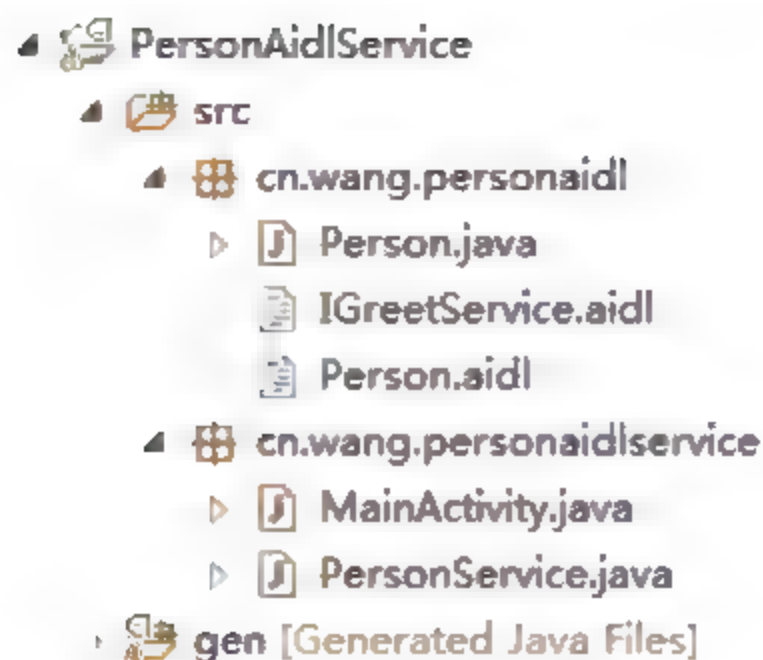 PersonAidlService
src
cn.wang.personaidl
Person.java
IGreetService.aidl
Person.aidl
cn.wang.personaidlservice
MainActivity.java
PersonService.java
gen [Generated Java Files]